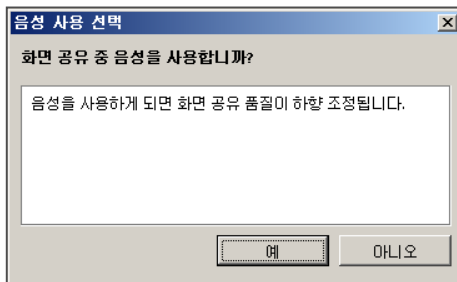 음성 사용 선택
화면 공유 중 음성을 사용합니까?
음성을 사용하게 되면 화면 공유 품질이 하향 조정됩니다.
예
아니오